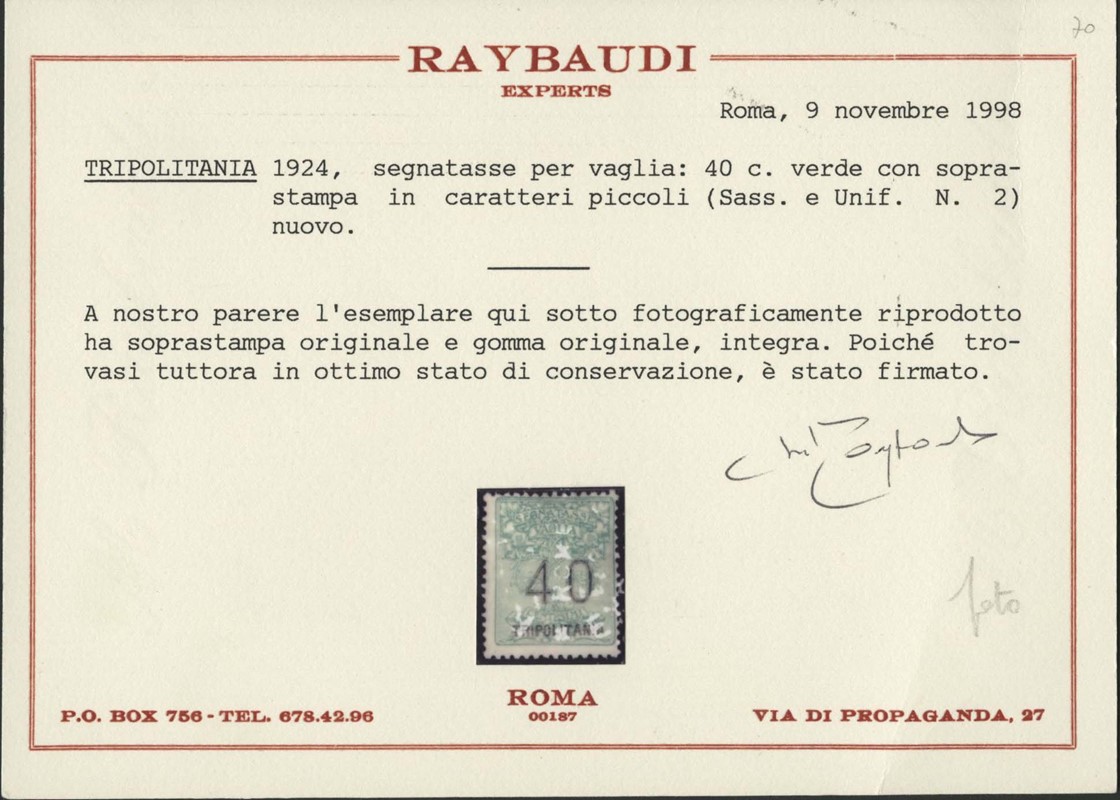 70
RAYBAUDI
EXPERTS
Roma, 9 novembre 1998
TRIPOLITANIA 1924, segnatasse per vaglia: 40 c. verde con sopra-
stampa in caratteri piccoli (Sass. e Unif. N. 2)
nuovo.
A nostro parere l'esemplare qui sotto fotograficamente riprodotto
ha soprastampa originale e gomma originale, integra. Poiché tro-
vasi tuttora in ottimo stato di conservazione, è stato firmato.
40
TRIPOLITANIA
foto
ROMA
00187
P.O. BOX 756 - TEL. 678.42.96
VIA DI PROPAGANDA, 27